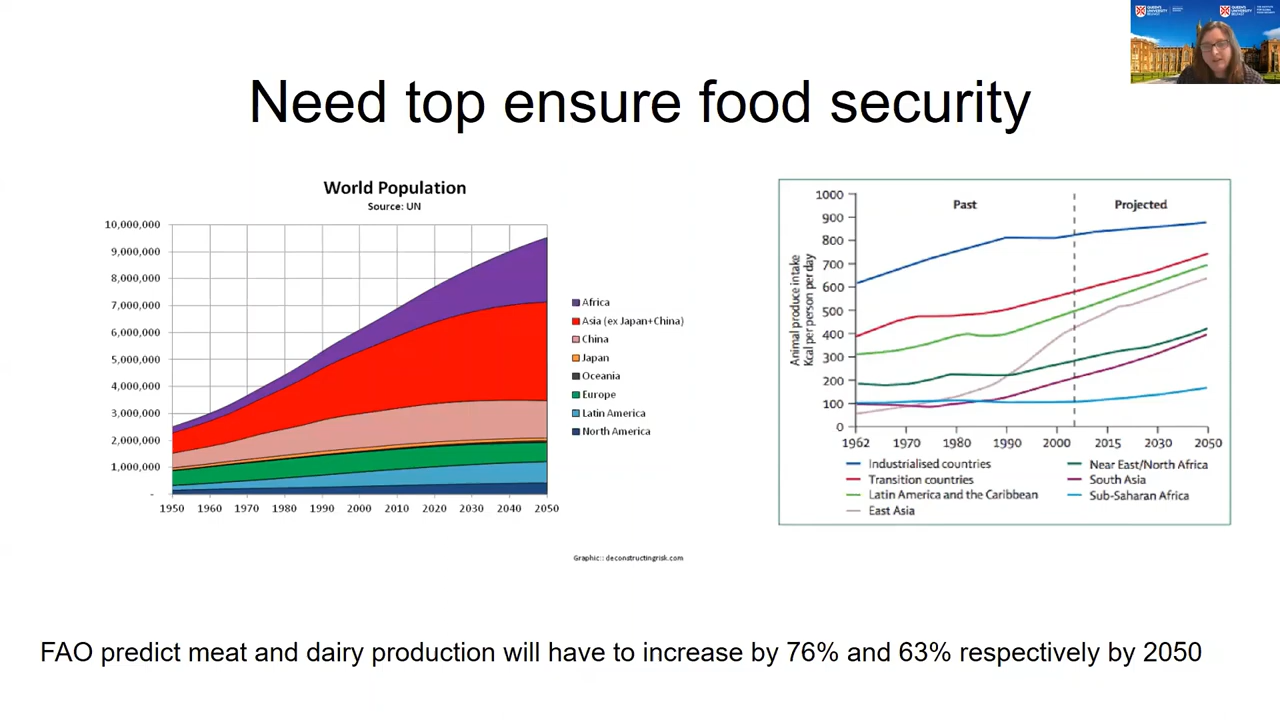 QUEEN'S UNIVERSITY BELFAST
QUEEN'S UNIVERSITY BELFAST
Need top ensure food security
World Population
Source: UN
10,000,000
9,000,000
8,000,000
7,000,000
6,000,000
5,000,000
4,000,000
3,000,000
2,000,000
1,000,000
-
1950 1960 1970 1980 1990 2000 2010 2020 2030 2040 2050
Africa
Asia (ex Japan+China)
China
Japan
Oceania
Europe
Latin America
North America
Graphic:: deconstructingrisk.com
Animal produce intake
Kcal per person per day
1000
900
800
700
600
500
400
300
200
100
0
Past Projected
1962 1970 1980 1990 2000 2015 2030 2050
Industrialised countries
Transition countries
Latin America and the Caribbean
East Asia
Near East/North Africa
South Asia
Sub-Saharan Africa
FAO predict meat and dairy production will have to increase by 76% and 63% respectively by 2050